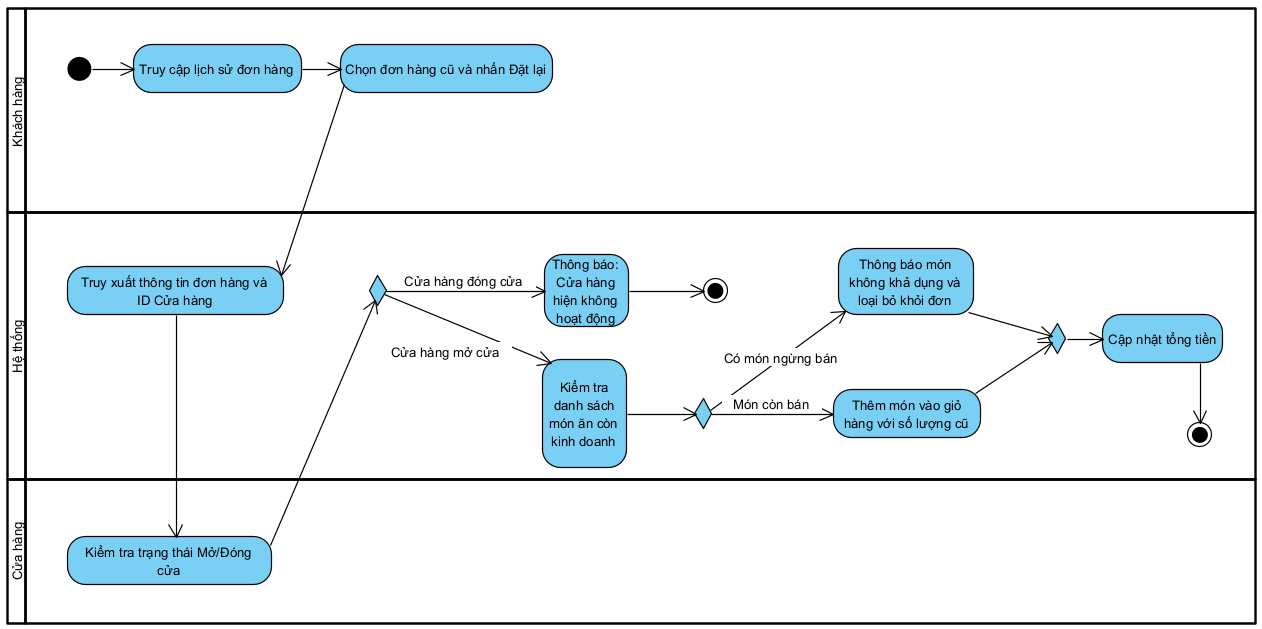 Khách hàng
Truy cập lịch sử đơn hàng
Chọn đơn hàng cũ và nhấn Đặt lại
Hệ thống
Truy xuất thông tin đơn hàng và
ID Cửa hàng
Cửa hàng đóng cửa
Thông báo:
Cửa hàng
hiện không
hoạt động
Cửa hàng mở cửa
Kiểm tra
danh sách
món ăn còn
kinh doanh
Có món ngừng bán
Món còn bán
Thông báo món
không khả dụng và
loại bỏ khỏi đơn
Thêm món vào giỏ
hàng với số lượng cũ
Cập nhật tổng tiền
Cửa hàng
Kiểm tra trạng thái Mở/Đóng
cửa